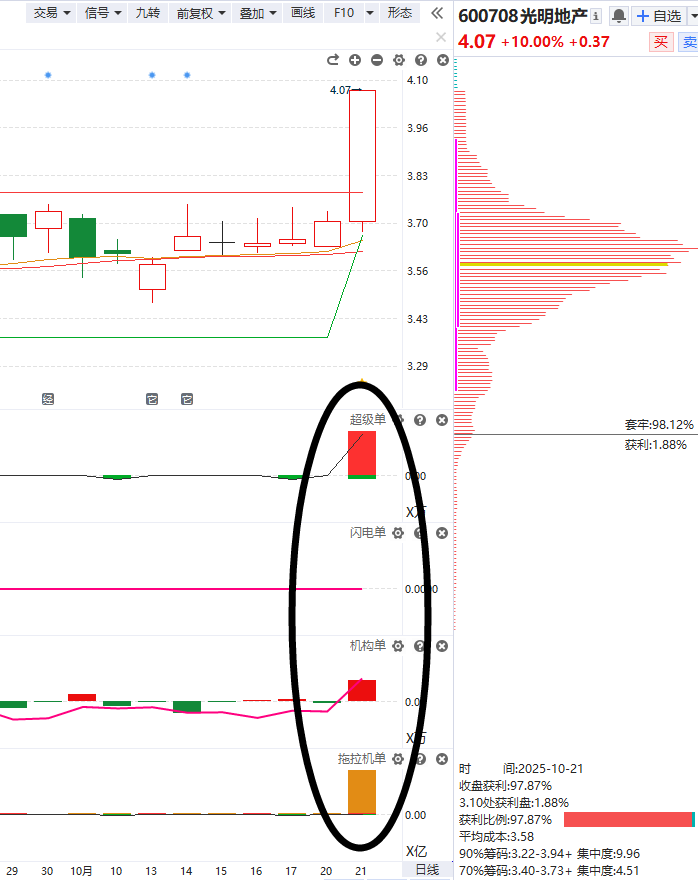 交易 信号 九转 前复权 叠加 画线 F10 形态
600708光明地产
自选
4.07 +10.00% +0.37
买 卖
4.10
4.07
3.96
3.83
3.70
3.56
3.43
3.29
经 它 它
超级单
0.00
套牢:98.12%
获利:1.88%
闪电单
机构单
拖拉机单
0.00
X亿
29 30 10月 10 13 14 15 16 17 20 21 日线
时 间:2025-10-21
收盘获利:97.87%
3.10处获利盘:1.88%
获利比例:97.87%
平均成本:3.58
90%筹码:3.22-3.94+ 集中度:9.96
70%筹码:3.40-3.73+ 集中度:4.51